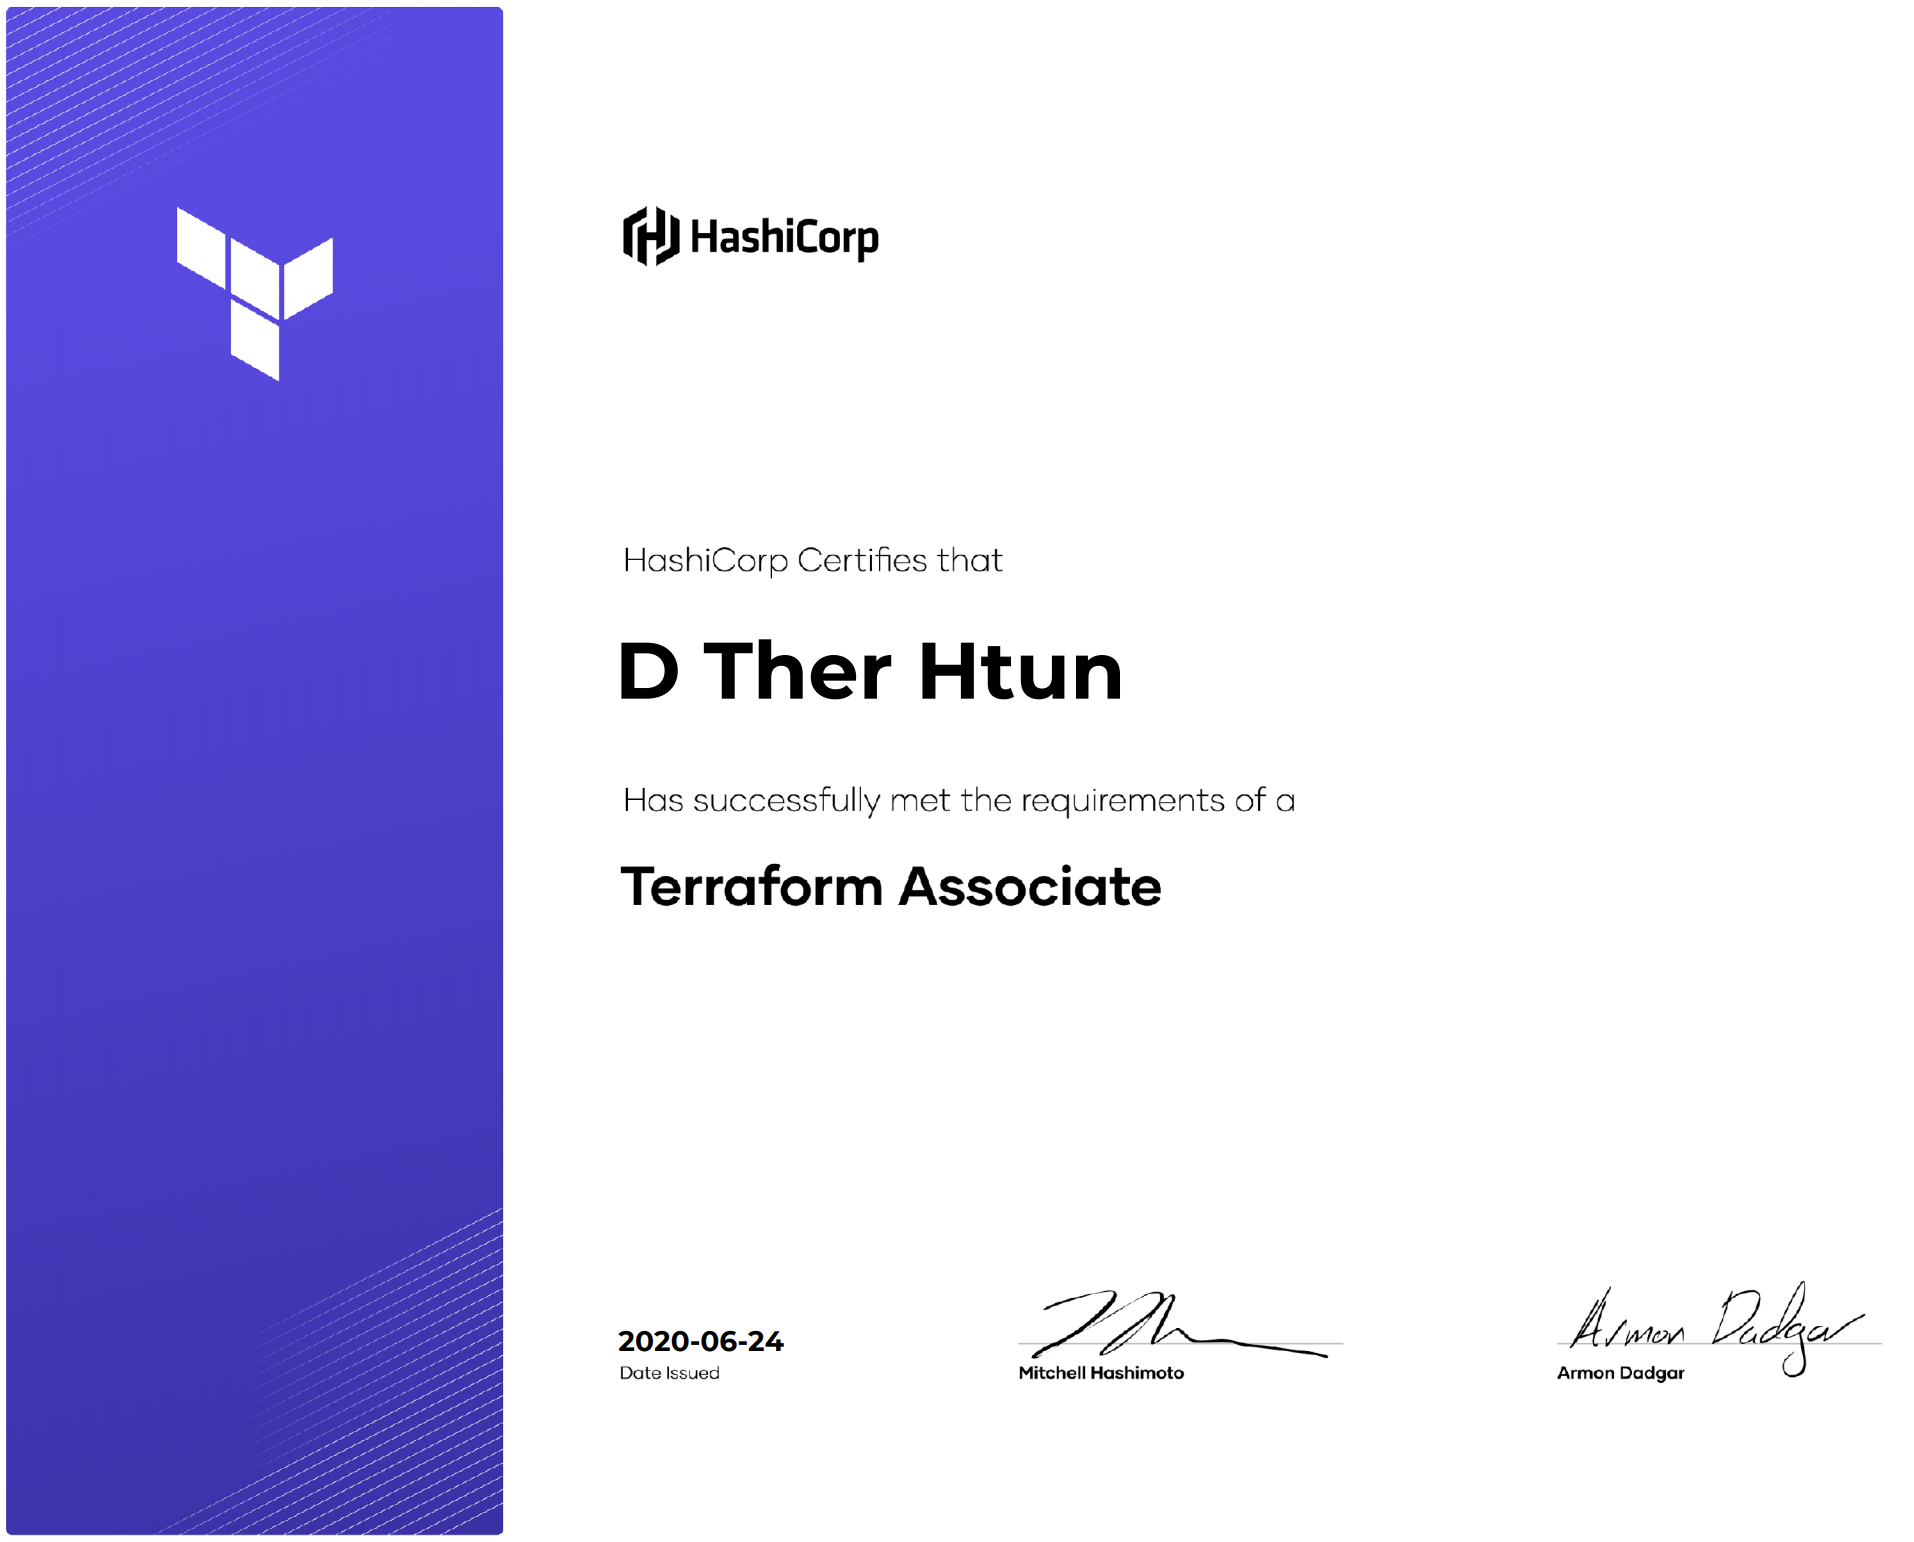 HashiCorp
HashiCorp Certifies that
D Ther Htun
Has successfully met the requirements of a
Terraform Associate
2020-06-24
Date Issued
Mitchell Hashimoto
Armon Dadgar
Armon Dadgar